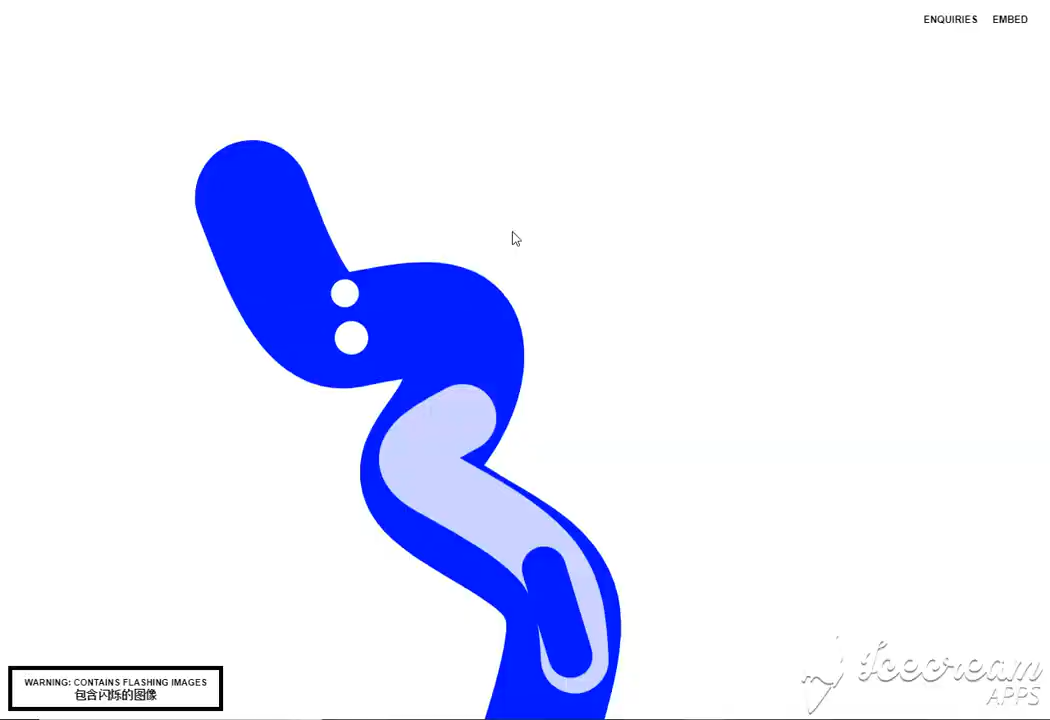 ENQUIRIES EMBED
WARNING: CONTAINS FLASHING IMAGES
包含闪烁的图像
Icecream
APPS